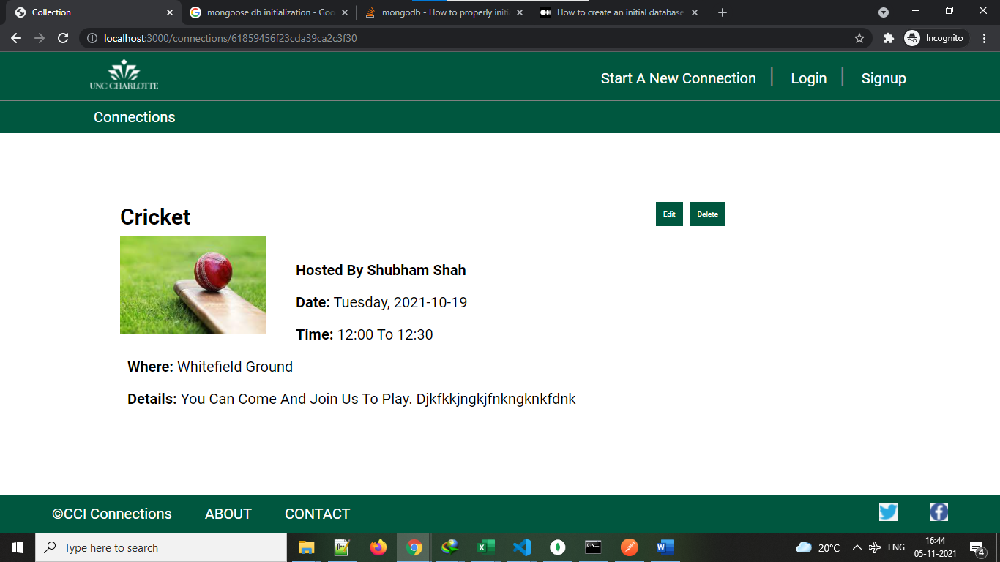 Collection
mongoose db initialization - Goo
mongodb - How to properly initi
How to create an initial database
localhost:3000/connections/61859456f23cda39ca2c3f30
Incognito
UNC CHARLOTTE
Start A New Connection
Login
Signup
Connections
Cricket
Edit
Delete
Hosted By Shubham Shah
Date: Tuesday, 2021-10-19
Time: 12:00 To 12:30
Where: Whitefield Ground
Details: You Can Come And Join Us To Play. Djkfkkjngkjfnkngknkfdnk
©CCI Connections
ABOUT
CONTACT
Type here to search
20°C
ENG
16:44
05-11-2021
4